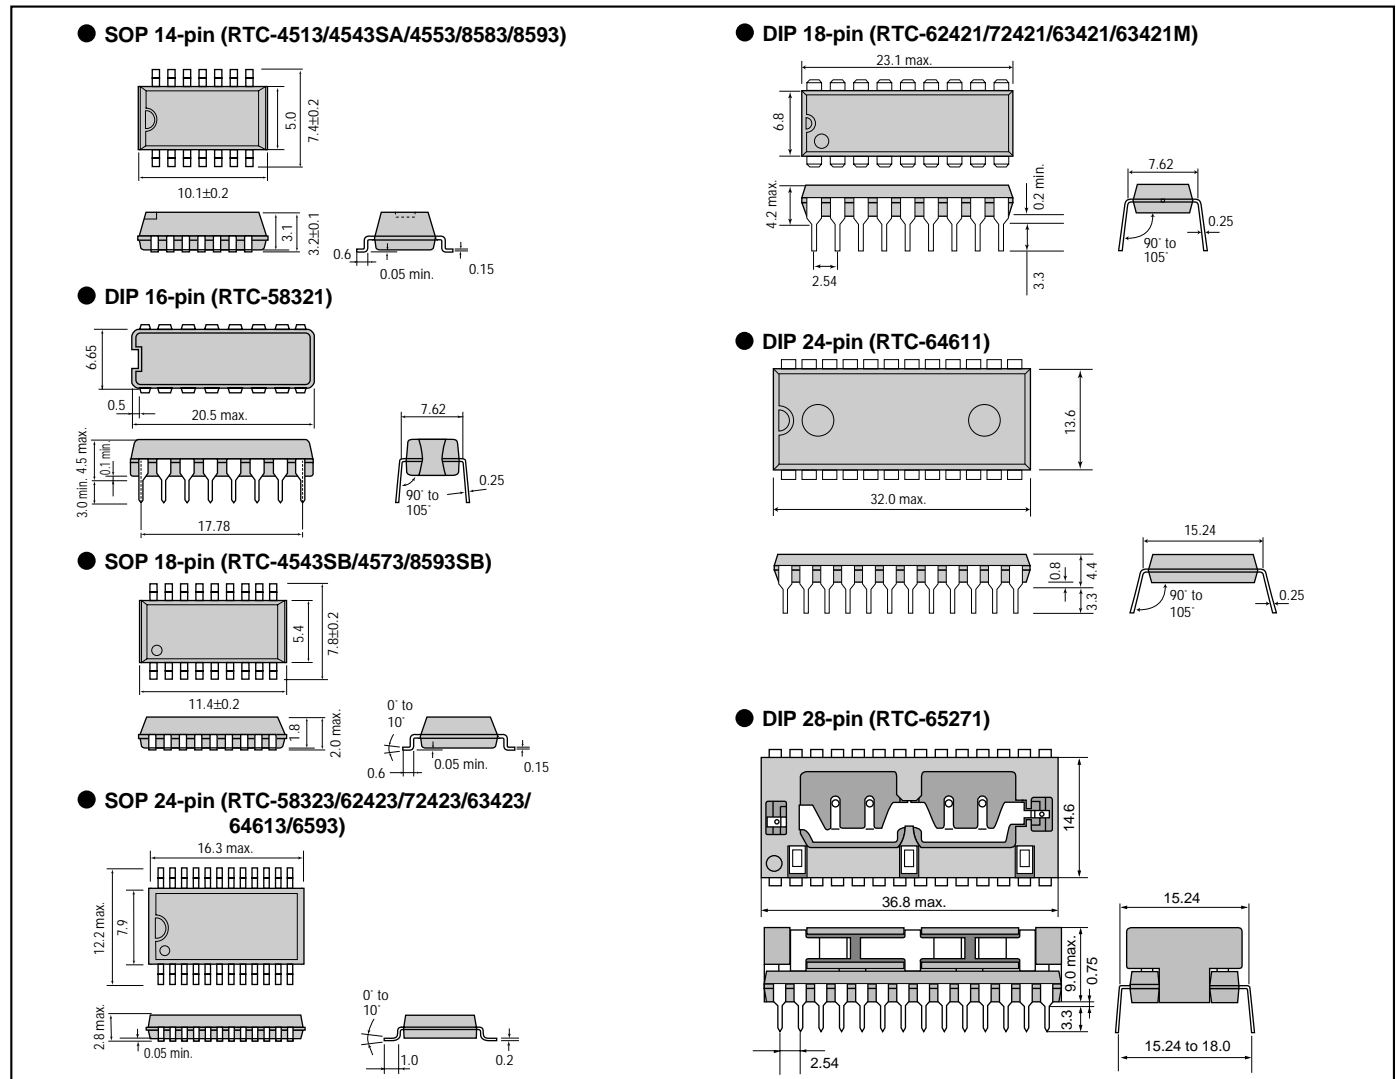 ● SOP 14-pin (RTC-4513/4543SA/4553/8583/8593)
5.0
7.4±0.2
10.1±0.2
3.1
3.2±0.1
0.6
0.05 min.
0.15
● DIP 16-pin (RTC-58321)
6.65
0.5
20.5 max.
7.62
3.0 min. 4.5 max.
0.1 min.
0.25
90° to
105°
17.78
● SOP 18-pin (RTC-4543SB/4573/8593SB)
5.4
7.8±0.2
11.4±0.2
1.8
2.0 max.
0° to
10°
0.6
0.05 min.
0.15
● SOP 24-pin (RTC-58323/62423/72423/63423/
64613/6593)
16.3 max.
12.2 max.
7.9
2.8 max.
0.05 min.
0° to
10°
1.0
0.2
● DIP 18-pin (RTC-62421/72421/63421/63421M)
23.1 max.
6.8
4.2 max.
0.2 min.
2.54
3.3
7.62
0.25
90° to
105°
● DIP 24-pin (RTC-64611)
13.6
32.0 max.
0.8
4.4
3.3
15.24
90° to
105°
0.25
● DIP 28-pin (RTC-65271)
14.6
36.8 max.
9.0 max.
0.75
3.3
2.54
15.24
15.24 to 18.0